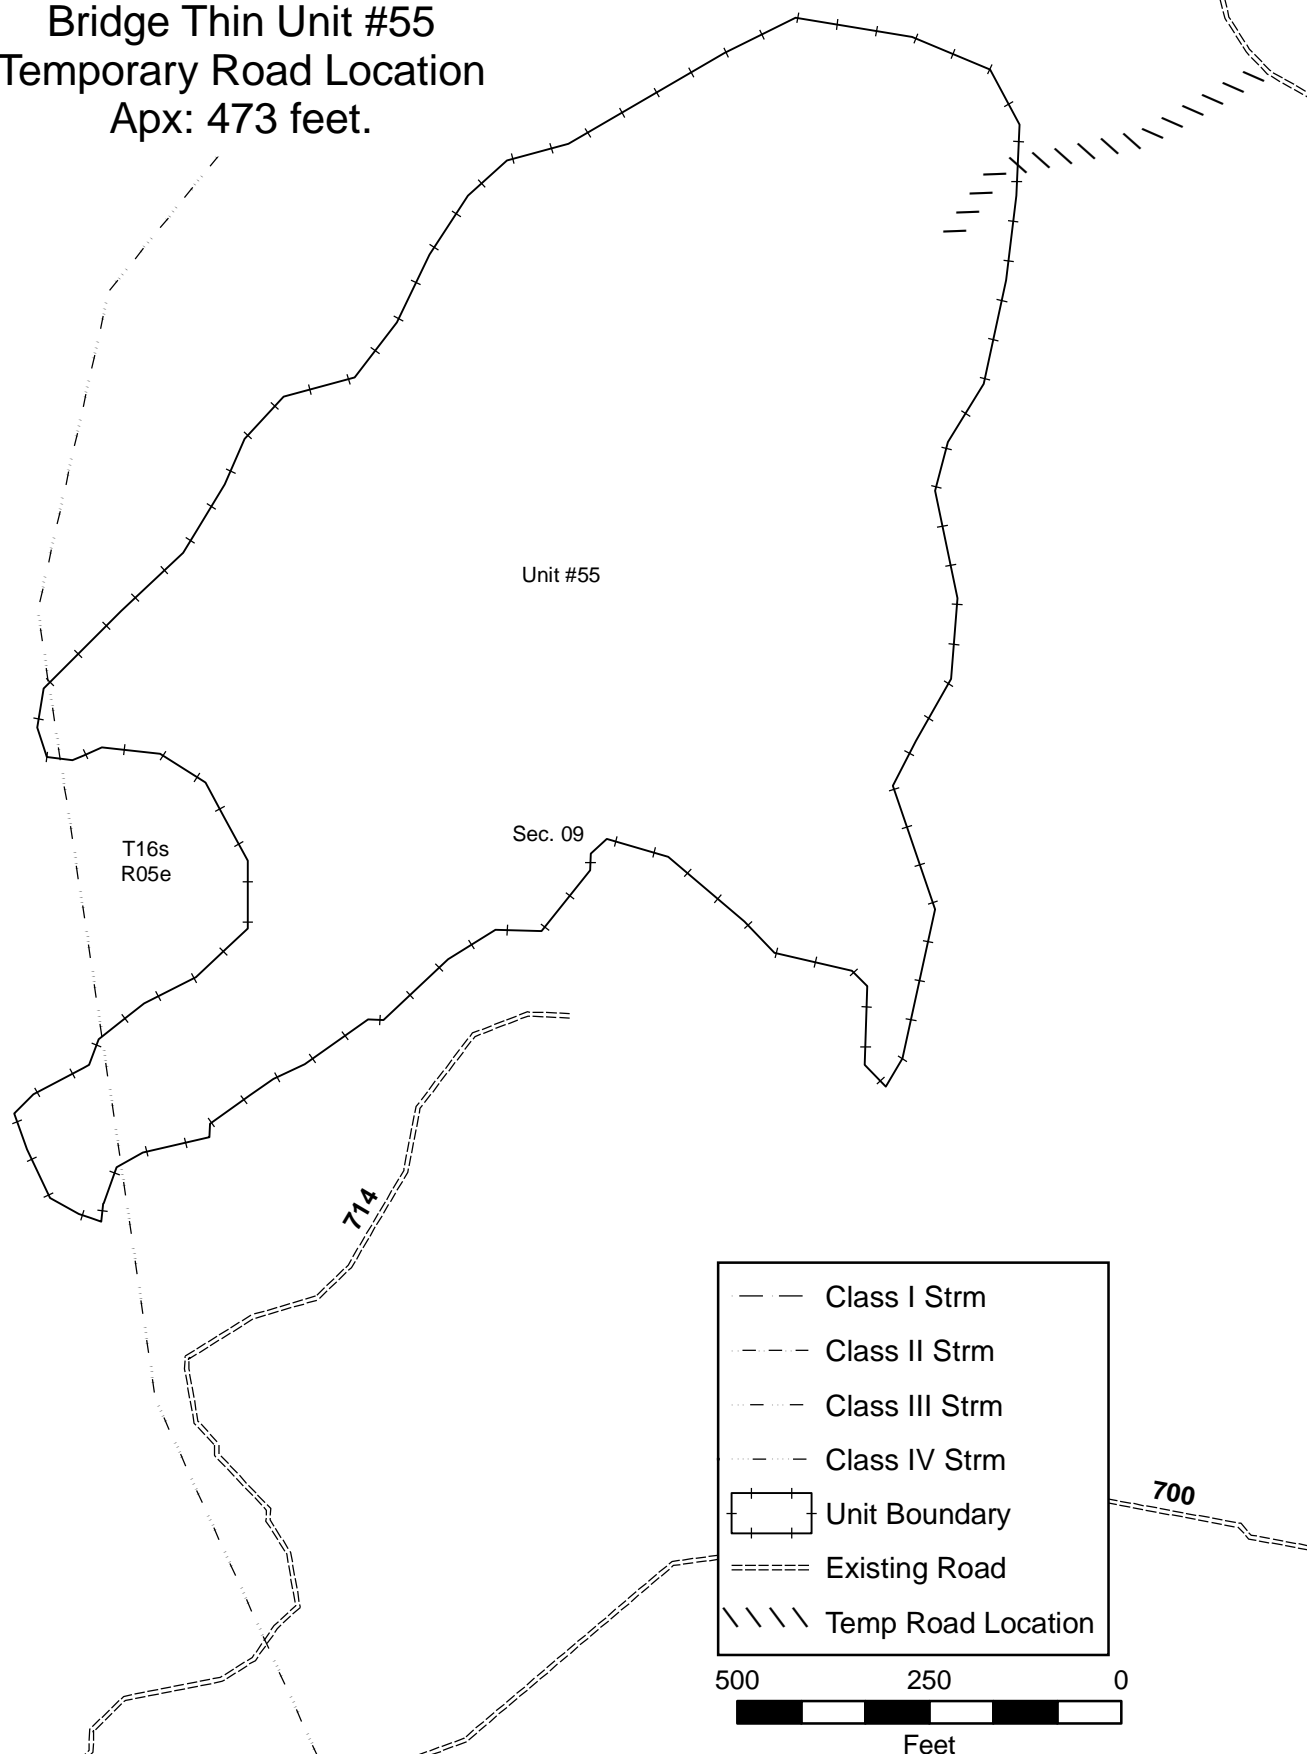 Bridge Thin Unit #55
Temporary Road Location
Apx: 473 feet.
Unit #55
Sec. 09
T16s
R05e
714
700
Class I Strm
Class II Strm
Class III Strm
Class IV Strm
Unit Boundary
Existing Road
Temp Road Location
500 250 0
Feet